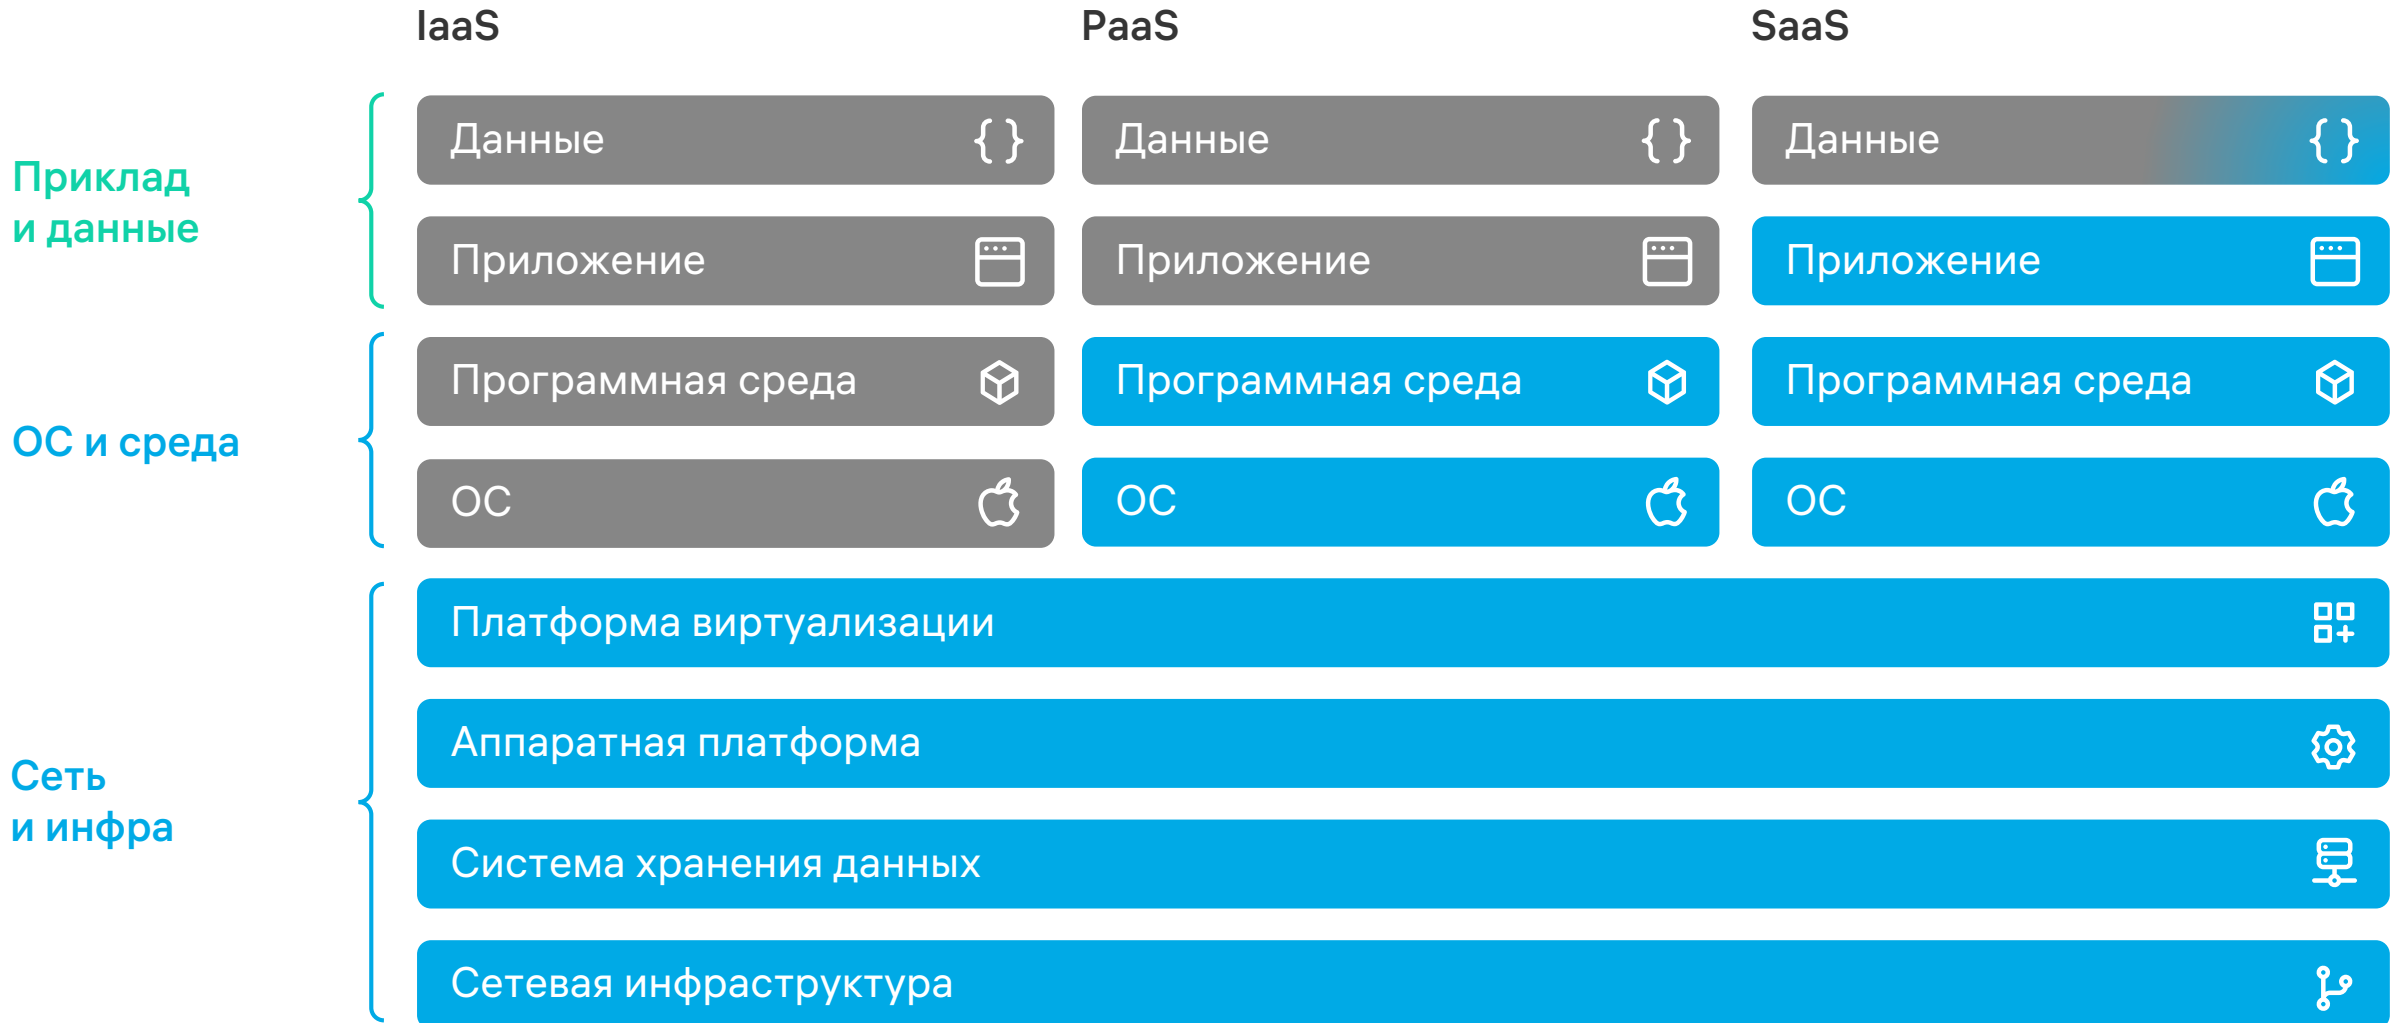 IaaS
PaaS
SaaS
Приклад
и данные
Данные
Данные
Данные
Приложение
Приложение
Приложение
ОС и среда
Программная среда
Программная среда
Программная среда
ОС
ОС
ОС
Сеть
и инфра
Платформа виртуализации
Аппаратная платформа
Система хранения данных
Сетевая инфраструктура